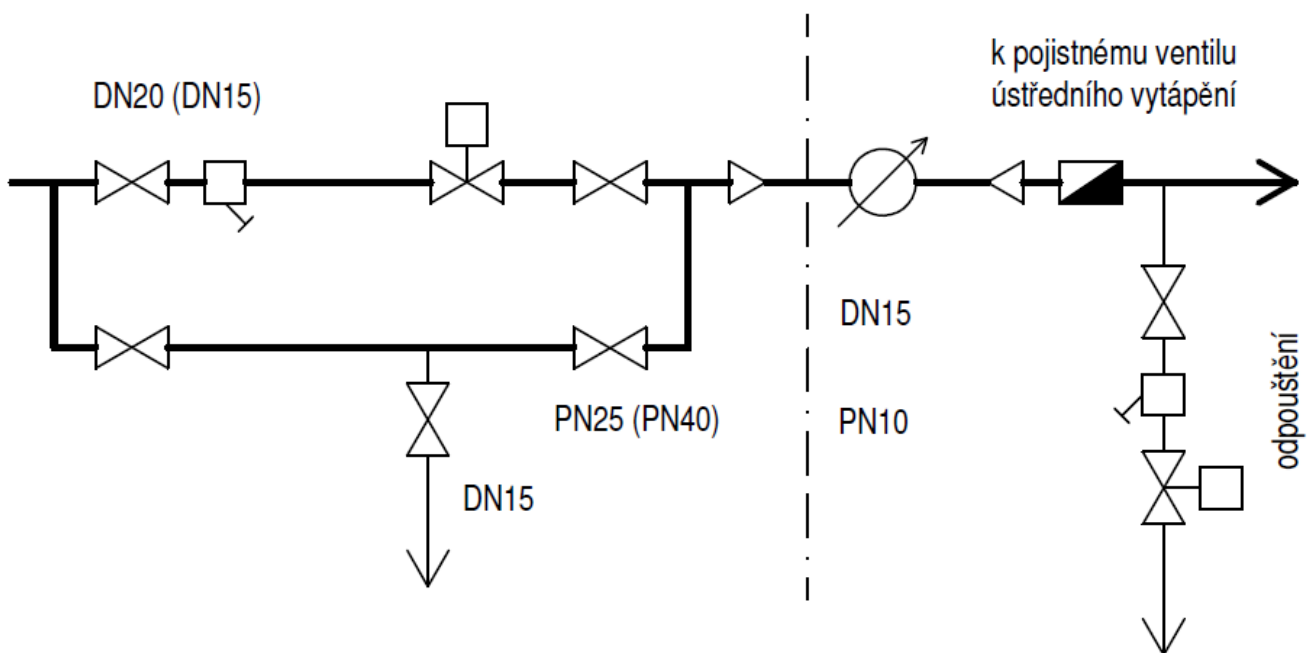 k pojistnému ventilu
ústředního vytápění
DN20 (DN15)
DN15
PN25 (PN40)
PN10
DN15
odpouštění